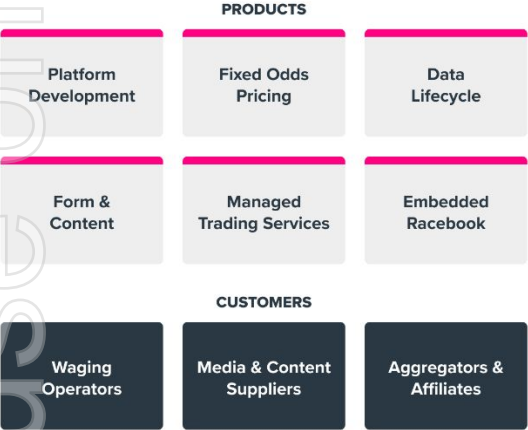 PRODUCTS
Platform
Development
Fixed Odds
Pricing
Data
Lifecycle
Form &
Content
Managed
Trading Services
Embedded
Racebook
CUSTOMERS
Waging
Operators
Media & Content
Suppliers
Aggregators &
Affiliates